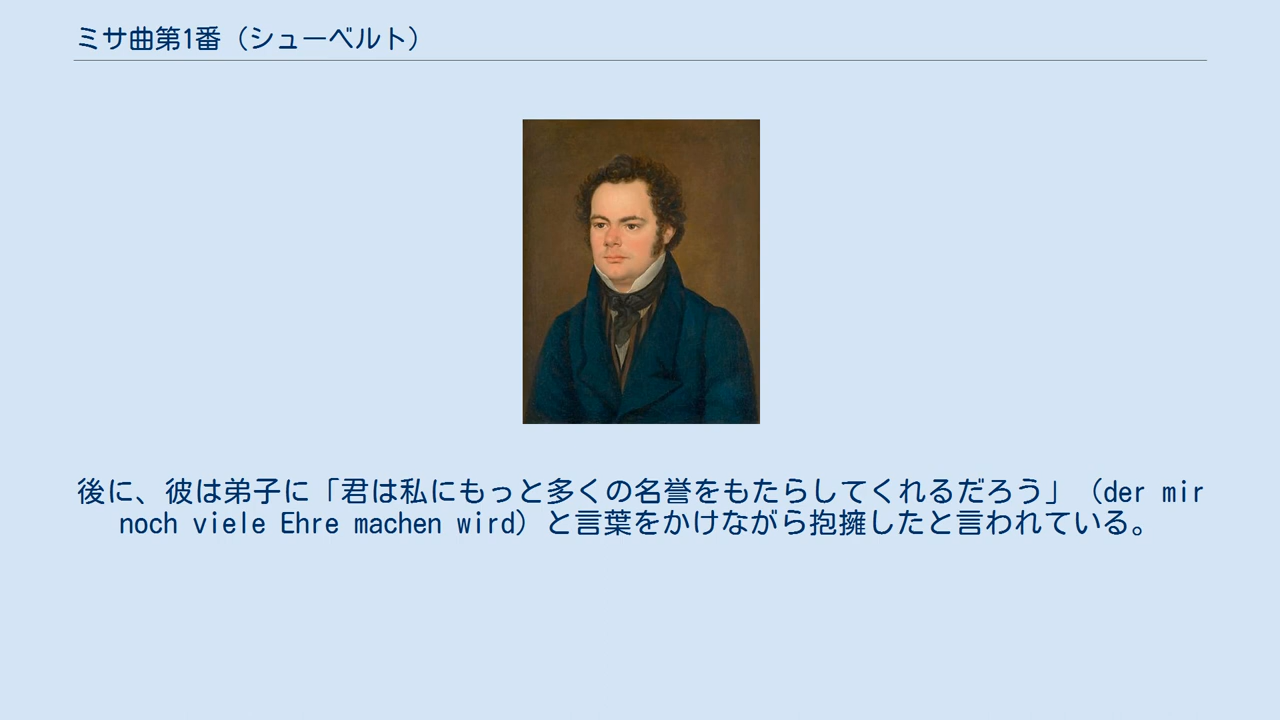 ミサ曲第1番（シューベルト）
後に、彼は弟子に「君は私にもっと多くの名誉をもたらしてくれるだろう」（der mir
noch viele Ehre machen wird）と言葉をかけながら抱擁したと言われている。